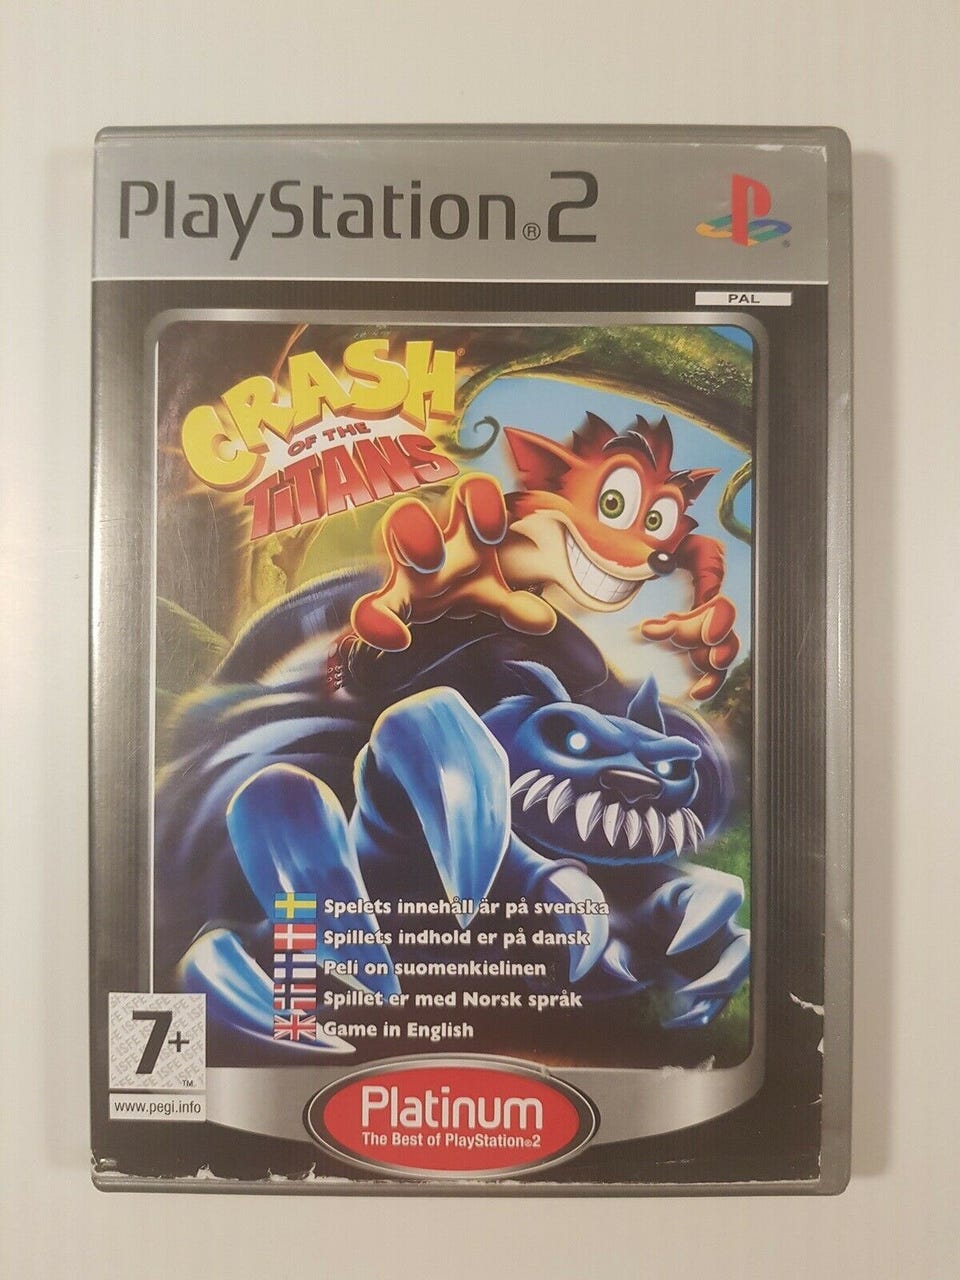 PlayStation®2
PAL
CRASH®
OF THE
TiTANS
Spelets innehåll är på svenska
Spillets indhold er på dansk
Peli on suomenkielinen
Spillet er med Norsk språk
Game in English
7+
TM
www.pegi.info
Platinum
The Best of PlayStation®2